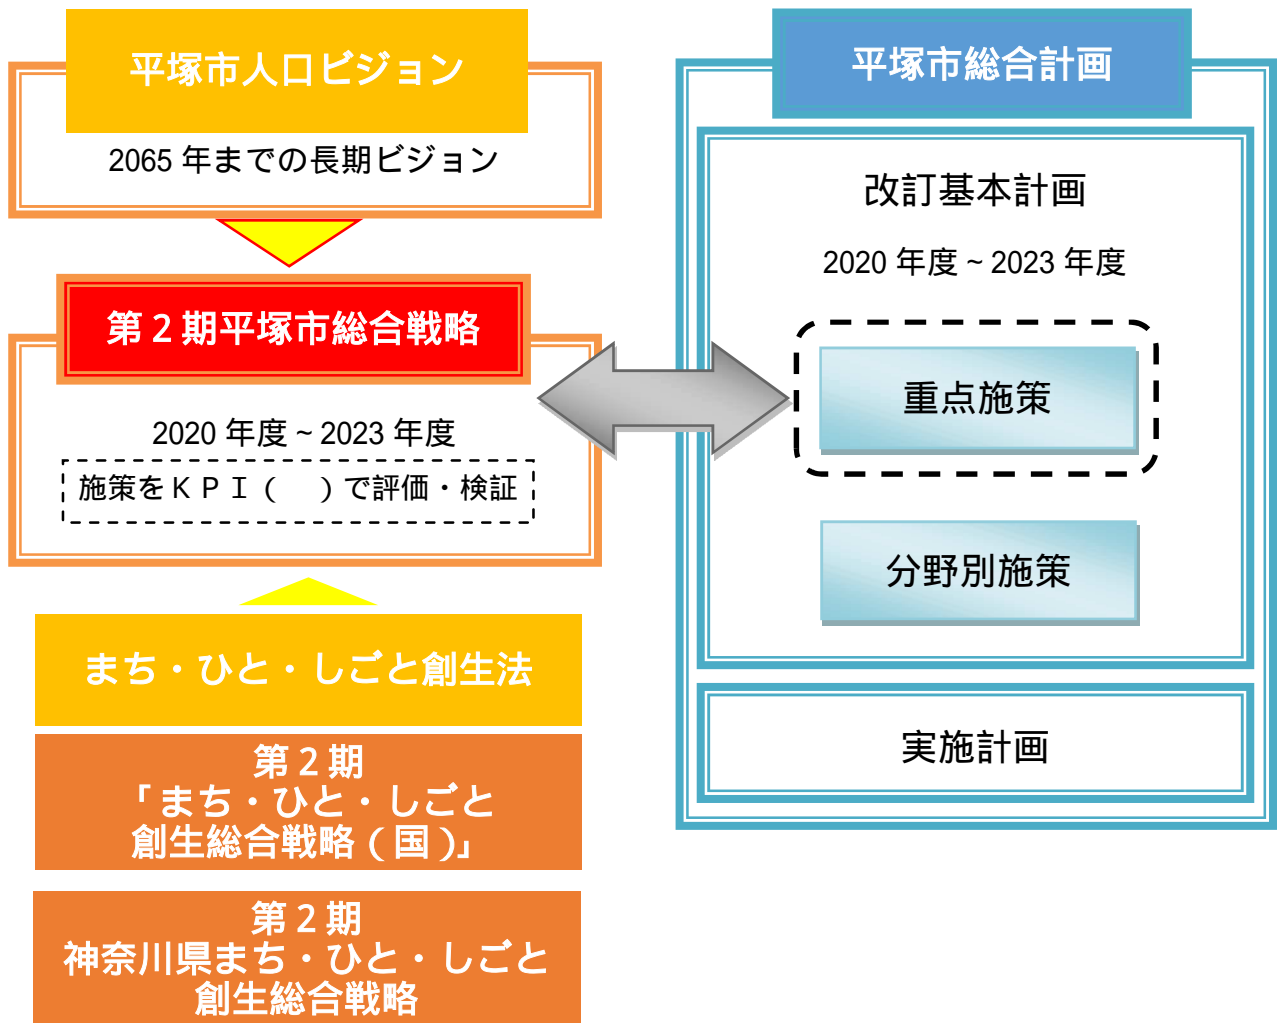 平塚市人口ビジョン
2065 年までの長期ビジョン
第２期平塚市総合戦略
2020 年度 ~ 2023 年度
施策をＫＰＩ（　）で評価・検証
まち・ひと・しごと創生法
第２期
「まち・ひと・しごと
創生総合戦略（国）」
第２期
神奈川県まち・ひと・しごと
創生総合戦略
平塚市総合計画
改訂基本計画
2020 年度 ~ 2023 年度
重点施策
分野別施策
実施計画